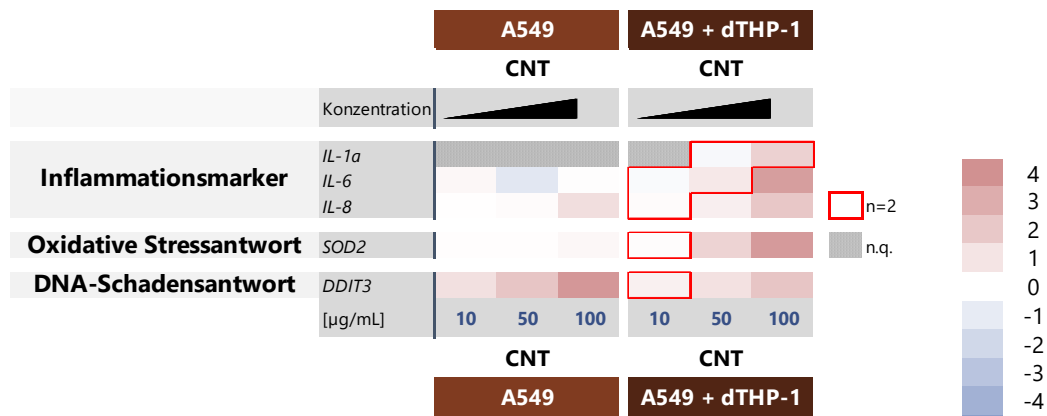 A549 A549 + dTHP-1
CNT CNT
Konzentration
IL-1a
Inflammationsmarker IL-6
IL-8
n=2
Oxidative Stressantwort SOD2
n.q.
DNA-Schadensantwort DDIT3
[µg/mL] 10 50 100 10 50 100
CNT CNT
A549 A549 + dTHP-1
4
3
2
1
0
-1
-2
-3
-4